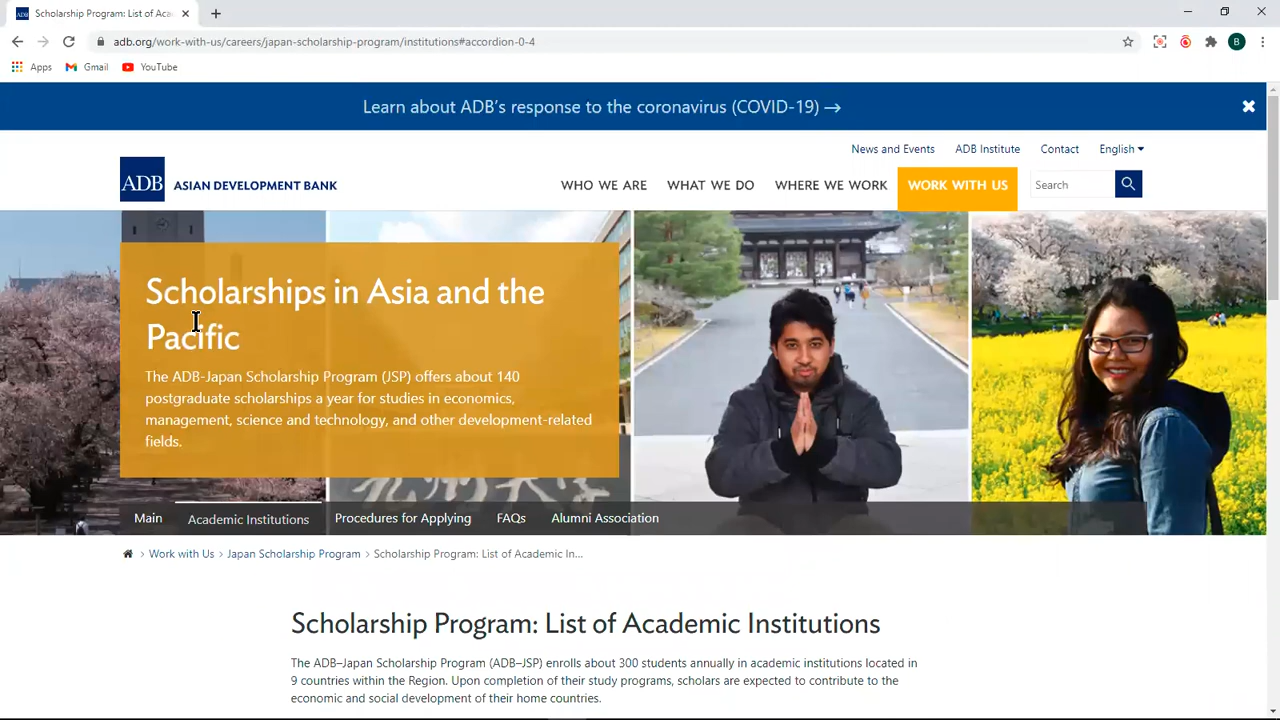 Scholarship Program: List of Aca
adb.org/work-with-us/careers/japan-scholarship-program/institutions#accordion-0-4
B
Apps
Gmail
YouTube
Learn about ADB's response to the coronavirus (COVID-19) →
News and Events
ADB Institute
Contact
English
ADB
ASIAN DEVELOPMENT BANK
WHO WE ARE
WHAT WE DO
WHERE WE WORK
WORK WITH US
Search
Scholarships in Asia and the
Pacific
The ADB-Japan Scholarship Program (JSP) offers about 140
postgraduate scholarships a year for studies in economics,
management, science and technology, and other development-related
fields.
Main
Academic Institutions
Procedures for Applying
FAQs
Alumni Association
Work with Us > Japan Scholarship Program > Scholarship Program: List of Academic In...
Scholarship Program: List of Academic Institutions
The ADB–Japan Scholarship Program (ADB–JSP) enrolls about 300 students annually in academic institutions located in
9 countries within the Region. Upon completion of their study programs, scholars are expected to contribute to the
economic and social development of their home countries.